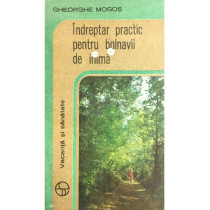 GHEORGHE MOGOȘ
Îndreptar practic
pentru bolnavii
de inimă
Vacanță și sănătate